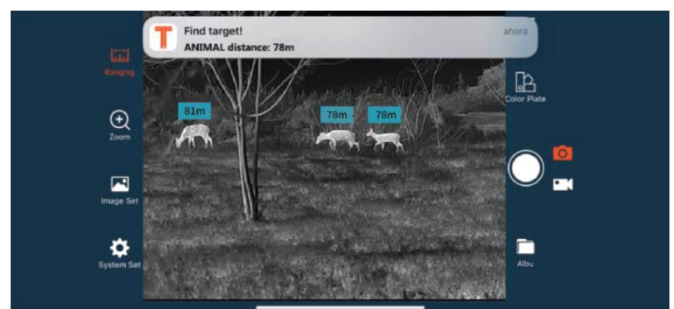 Find target!
ahora
ANIMAL distance: 78m
Ranging
Zoom
Image Set
System Set
81m
78m
78m
Color Plate
Albu